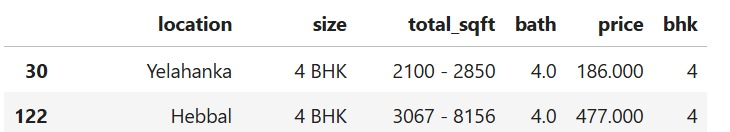 location size total_sqft bath price bhk
30 Yelahanka 4 BHK 2100 - 2850 4.0 186.000 4
122 Hebbal 4 BHK 3067 - 8156 4.0 477.000 4